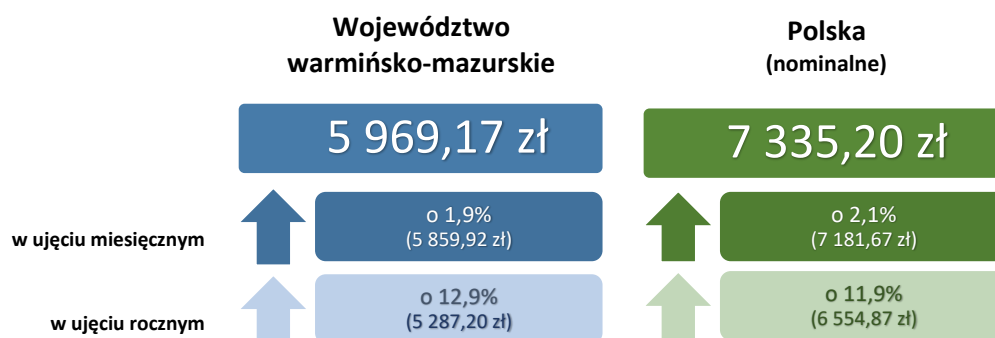 Województwo
warmińsko-mazurskie
Polska
(nominalne)
5 969,17 zł
7 335,20 zł
w ujęciu miesięcznym
o 1,9%
(5 859,92 zł)
o 2,1%
(7 181,67 zł)
w ujęciu rocznym
o 12,9%
(5 287,20 zł)
o 11,9%
(6 554,87 zł)